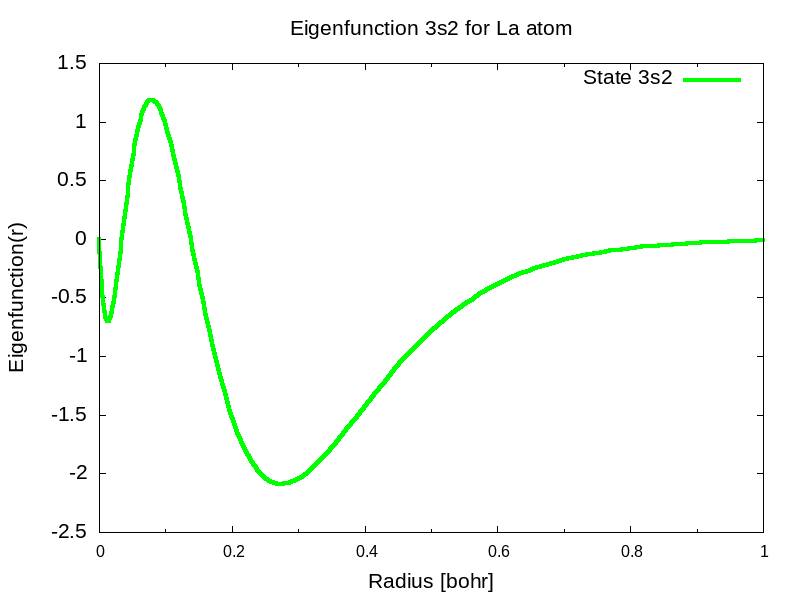 Eigenfunction 3s2 for La atom
State 3s2
1.5
1
0.5
0
-0.5
-1
-1.5
-2
-2.5
Eigenfunction(r)
0 0.2 0.4 0.6 0.8 1
Radius [bohr]